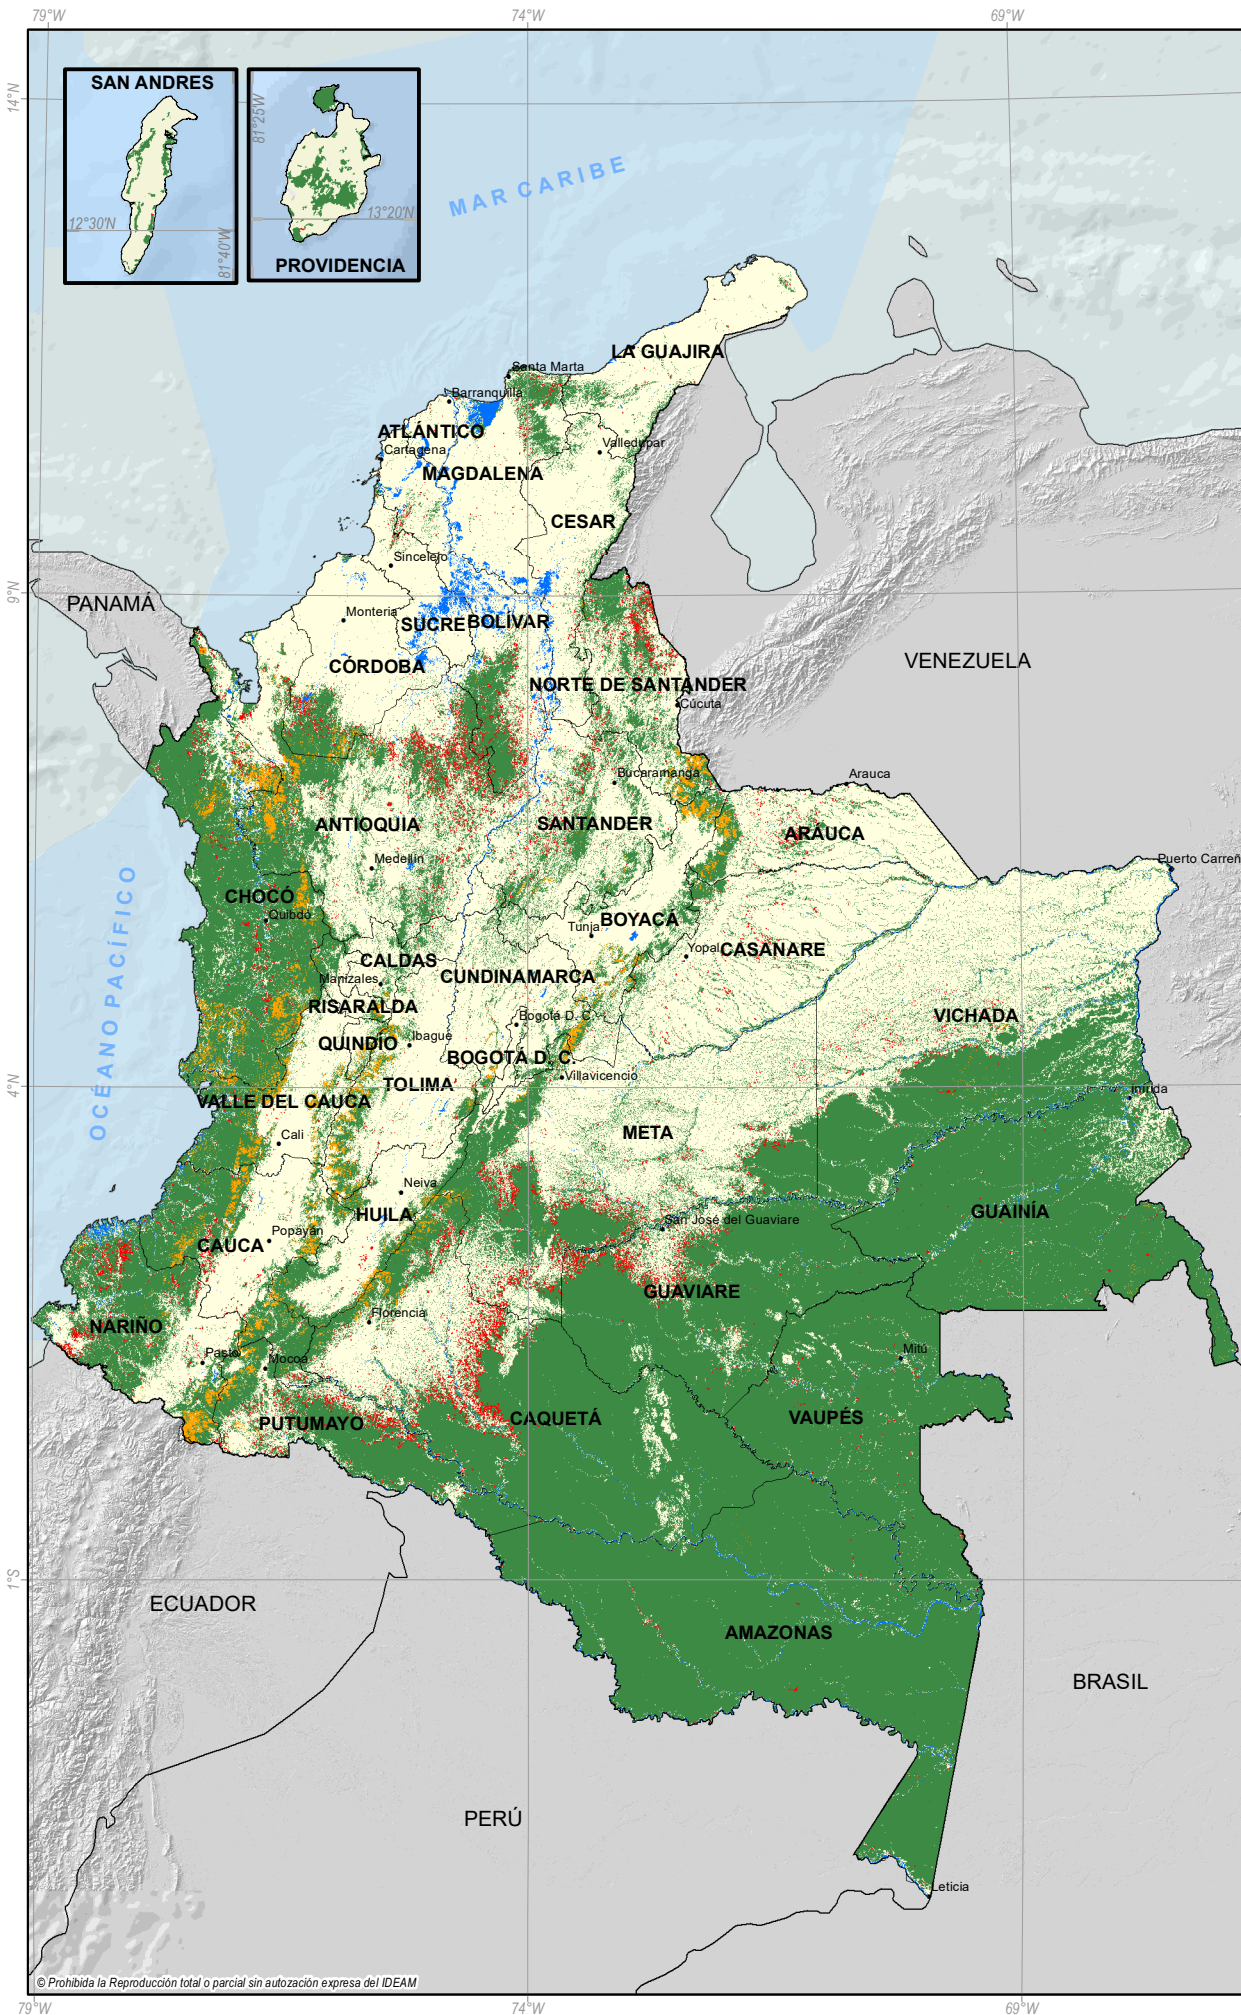 79°W
74°W
69°W
14°N
SAN ANDRES
12°30'N
81°40'W
81°25'W
13°20'N
PROVIDENCIA
MAR CARIBE
LA GUAJIRA
Santa Marta
Barranquilla
ATLÁNTICO
Cartagena
Valledupar
MAGDALENA
CESAR
Sincelejo
9°N
PANAMÁ
Monteria
SUCRE
BOLÍVAR
CÓRDOBA
VENEZUELA
NORTE DE SANTANDER
Cúcuta
Bucaramanga
Arauca
ANTIOQUIA
SANTANDER
ARAUCA
Medellín
Puerto Carreñ
OCÉANO PACÍFICO
CHOCÓ
Quibdó
BOYACÁ
Tunja
CASANARE
Yopal
CALDAS
Manizales
CUNDINAMARCA
RISARALDA
VICHADA
Bogotá D. C.
QUINDÍO
Ibagué
BOGOTÁ D. C.
Villavicencio
TOLIMA
4°N
Inírida
VALLE DEL CAUCA
Cali
META
Neiva
HUILA
GUAINÍA
San José del Guaviare
Popayán
CAUCA
GUAVIARE
Florencia
NARIÑO
Pasto
Mocoa
Mitú
PUTUMAYO
CAQUETÁ
VAUPÉS
1°S
ECUADOR
AMAZONAS
BRASIL
PERÚ
Leticia
© Prohibida la Reproducción total o parcial sin autozación expresa del IDEAM
79°W
74°W
69°W